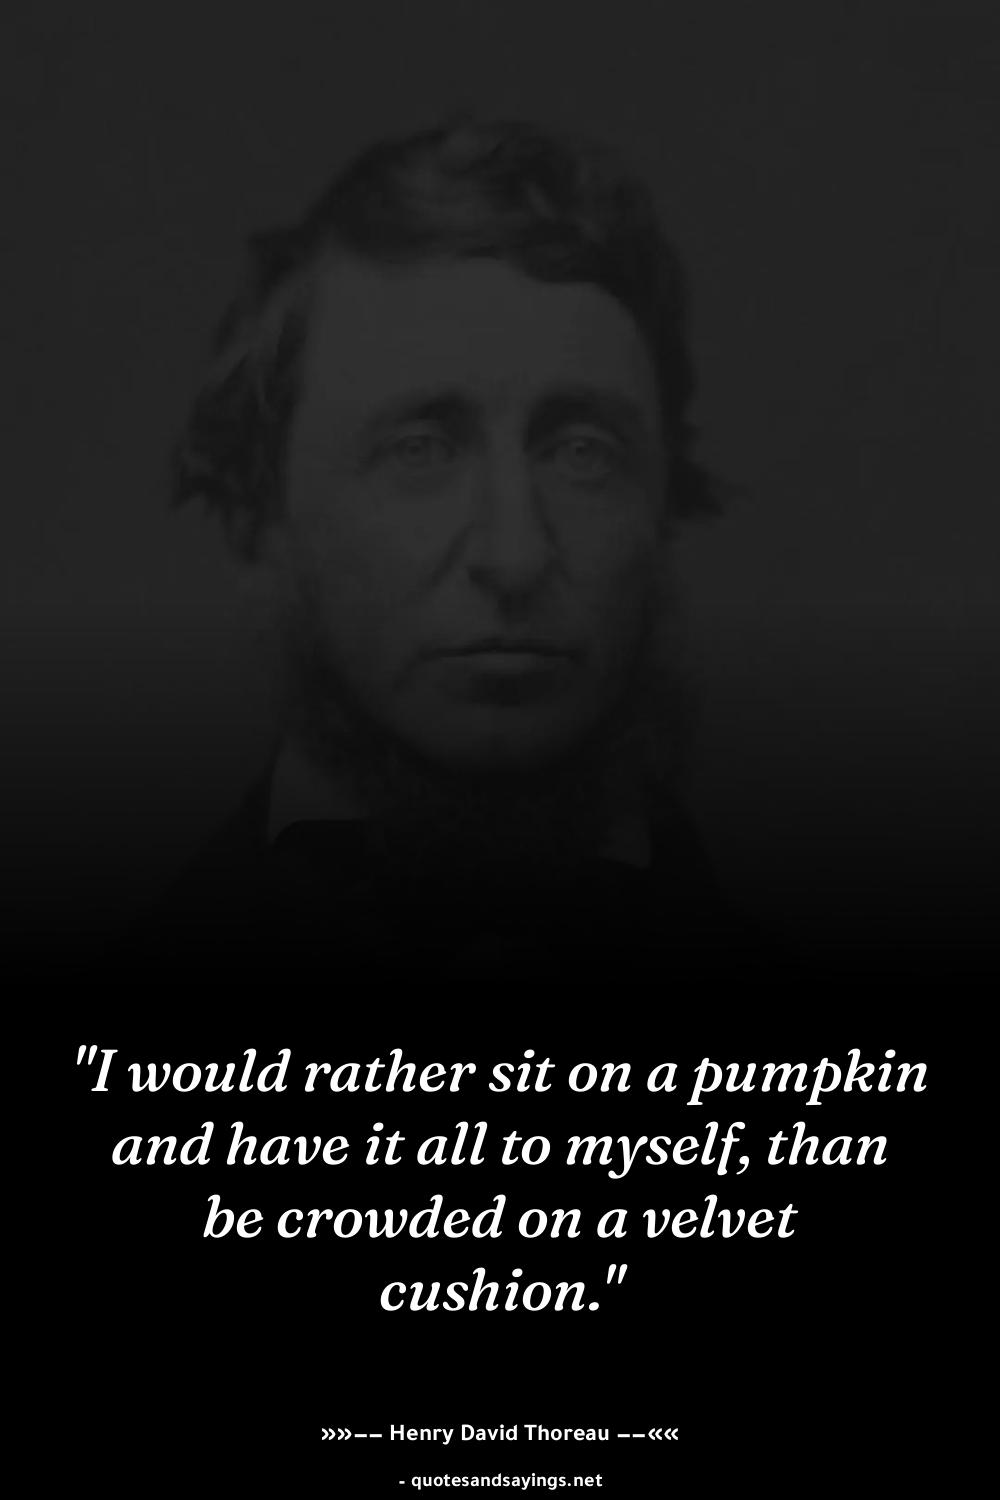 "I would rather sit on a pumpkin
and have it all to myself, than
be crowded on a velvet
cushion."
»»–– Henry David Thoreau ––««
- quotesandsayings.net